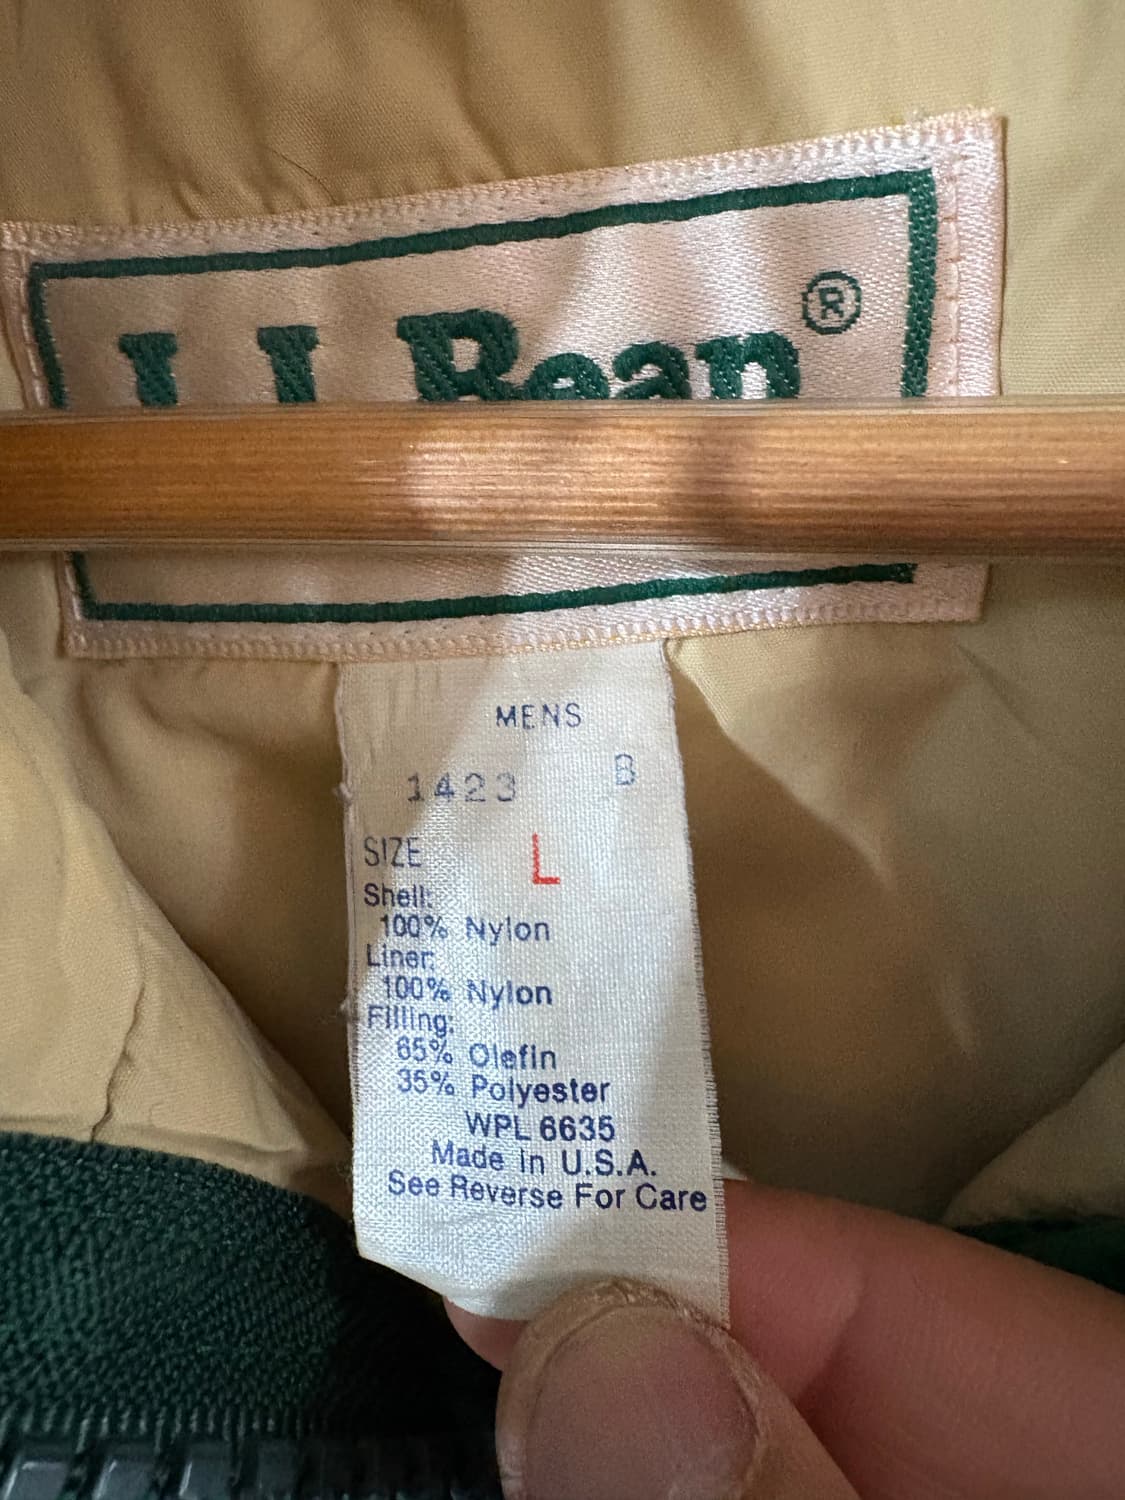 L.L.Bean®
MENS
1423 B
SIZE L
Shell:
100% Nylon
Liner:
100% Nylon
Filling:
65% Olefin
35% Polyester
WPL 6635
Made In U.S.A.
See Reverse For Care